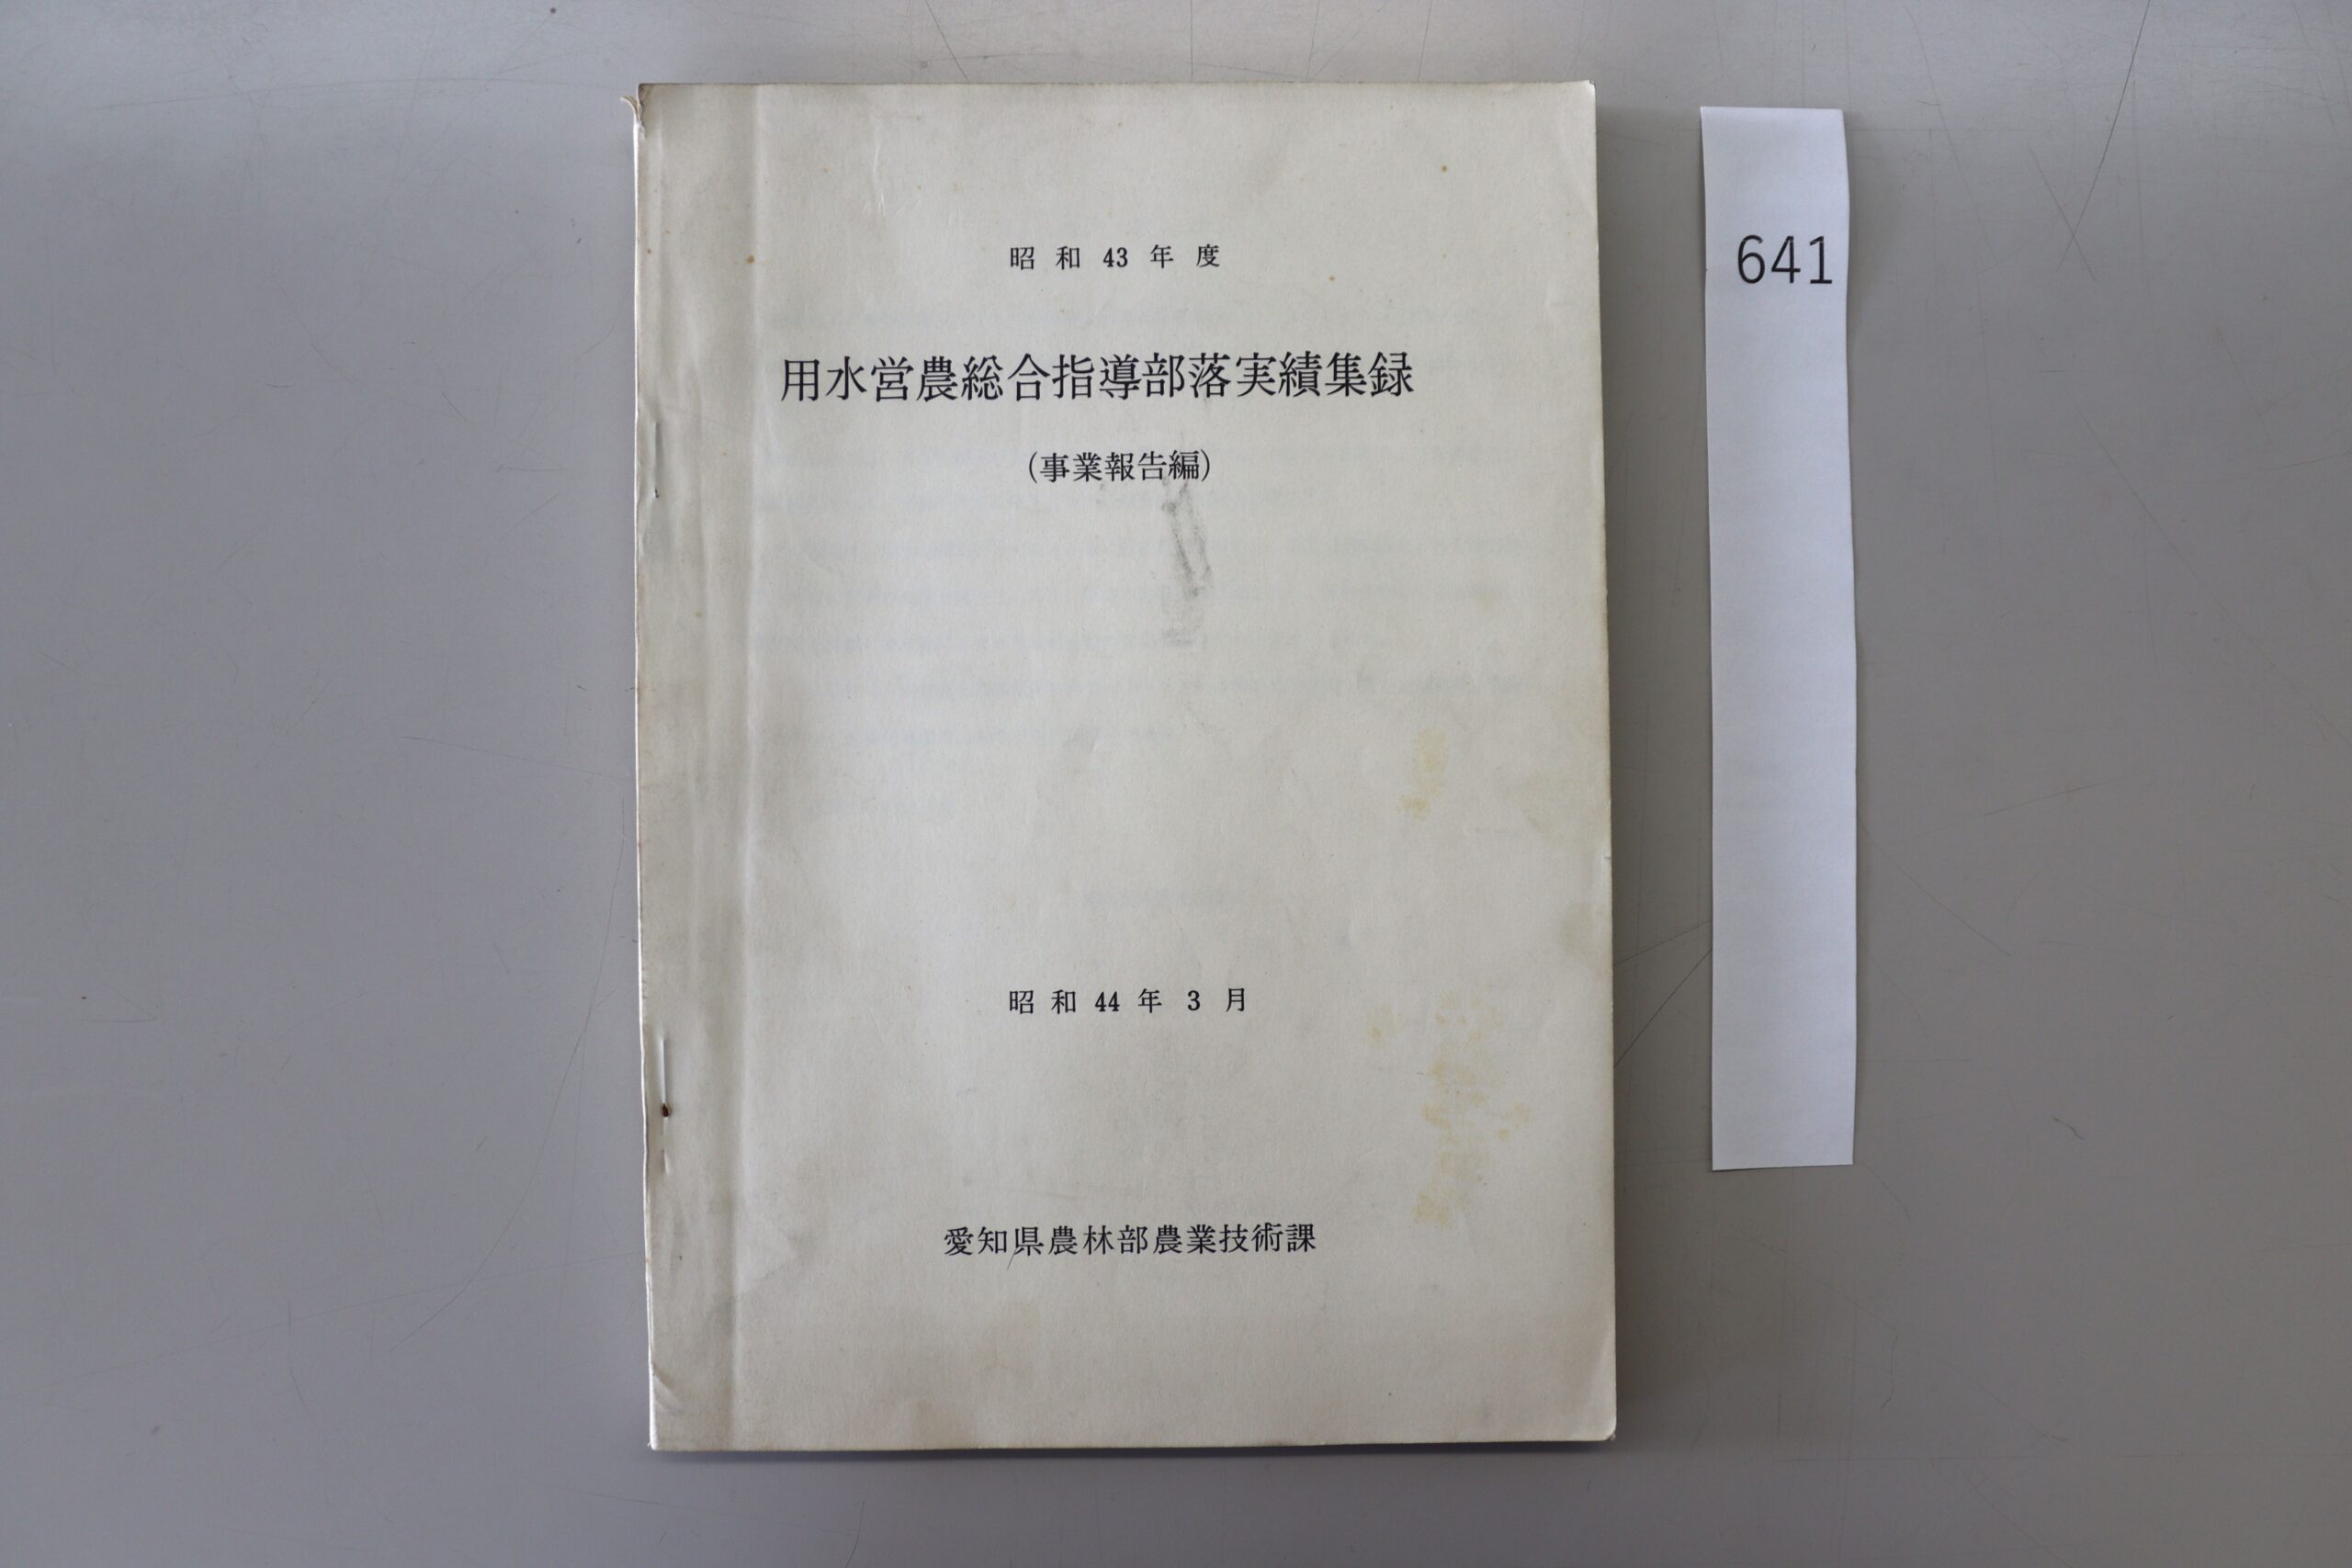 昭和43年度
用水営農総合指導部落実績集録
(事業報告編)
昭和44年3月
愛知県農林部農業技術課
641